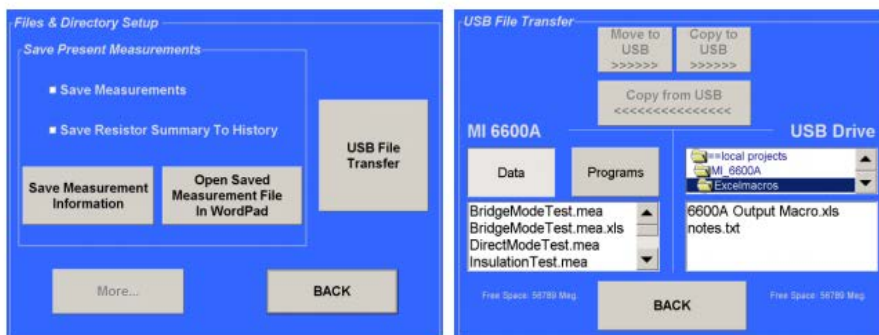 Files & Directory Setup
Save Present Measurements
Save Measurements
Save Resistor Summary To History
USB File
Transfer
Save Measurement
Information
Open Saved
Measurement File
In WordPad
More...
BACK
USB File Transfer
Move to
USB
>>>>>>
Copy to
USB
>>>>>>
Copy from USB
<<<<<<<<<<<<<<<
MI 6600A
USB Drive
Data
Programs
==local projects
MI_6600A
Excelmacros
BridgeModeTest.mea
BridgeModeTest.mea.xls
DirectModeTest.mea
InsulationTest.mea
6600A Output Macro.xls
notes.txt
Free Space: 56789 Meg.
BACK
Free Space: 56789 Meg.